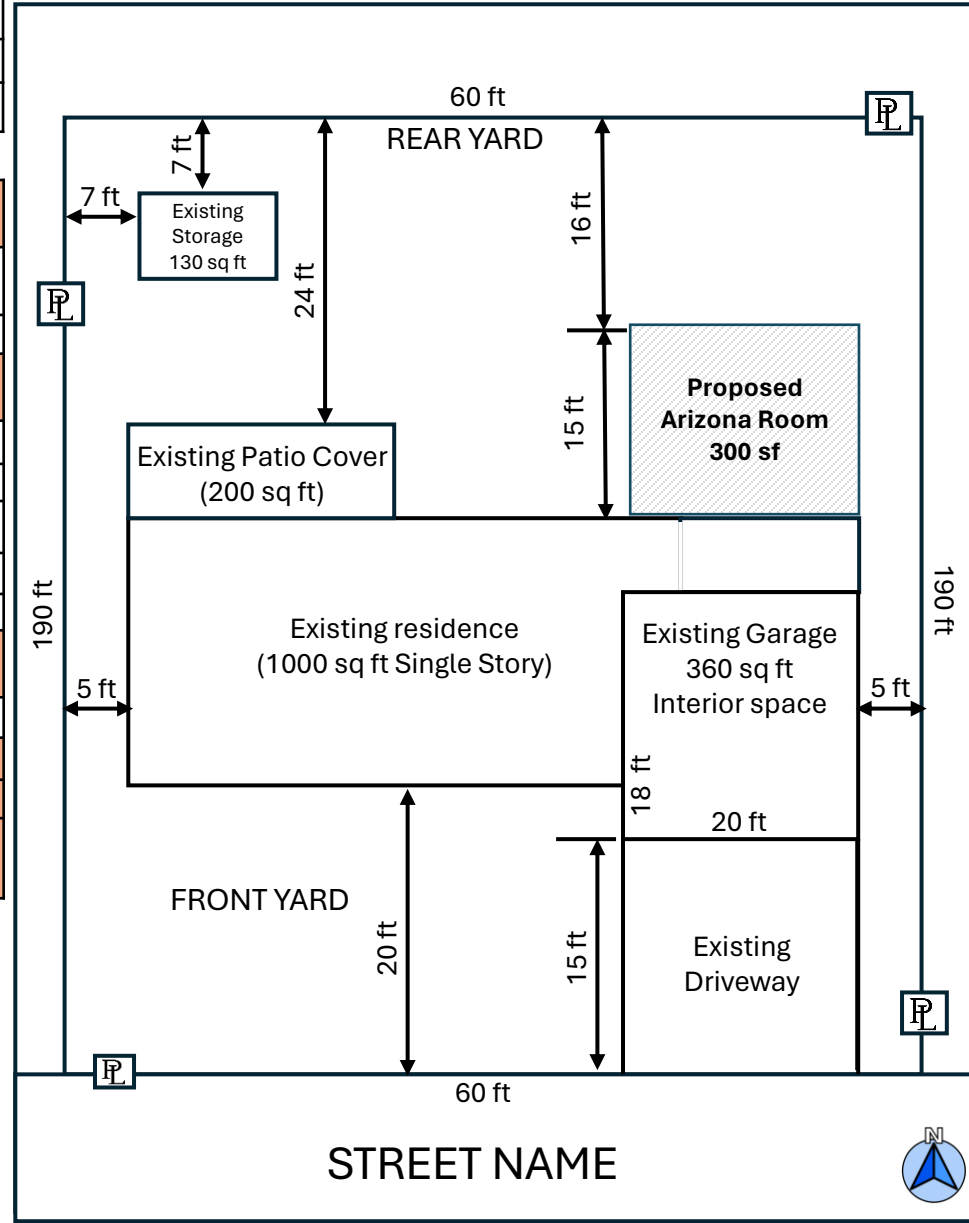 60 ft
PL
REAR YARD
7 ft
7 ft
Existing
Storage
130 sq ft
24 ft
16 ft
PL
15 ft
Proposed
Arizona Room
300 sf
Existing Patio Cover
(200 sq ft)
190 ft
190 ft
Existing residence
(1000 sq ft Single Story)
Existing Garage
360 sq ft
Interior space
5 ft
5 ft
18 ft
20 ft
FRONT YARD
20 ft
15 ft
Existing
Driveway
PL
PL
60 ft
STREET NAME
N